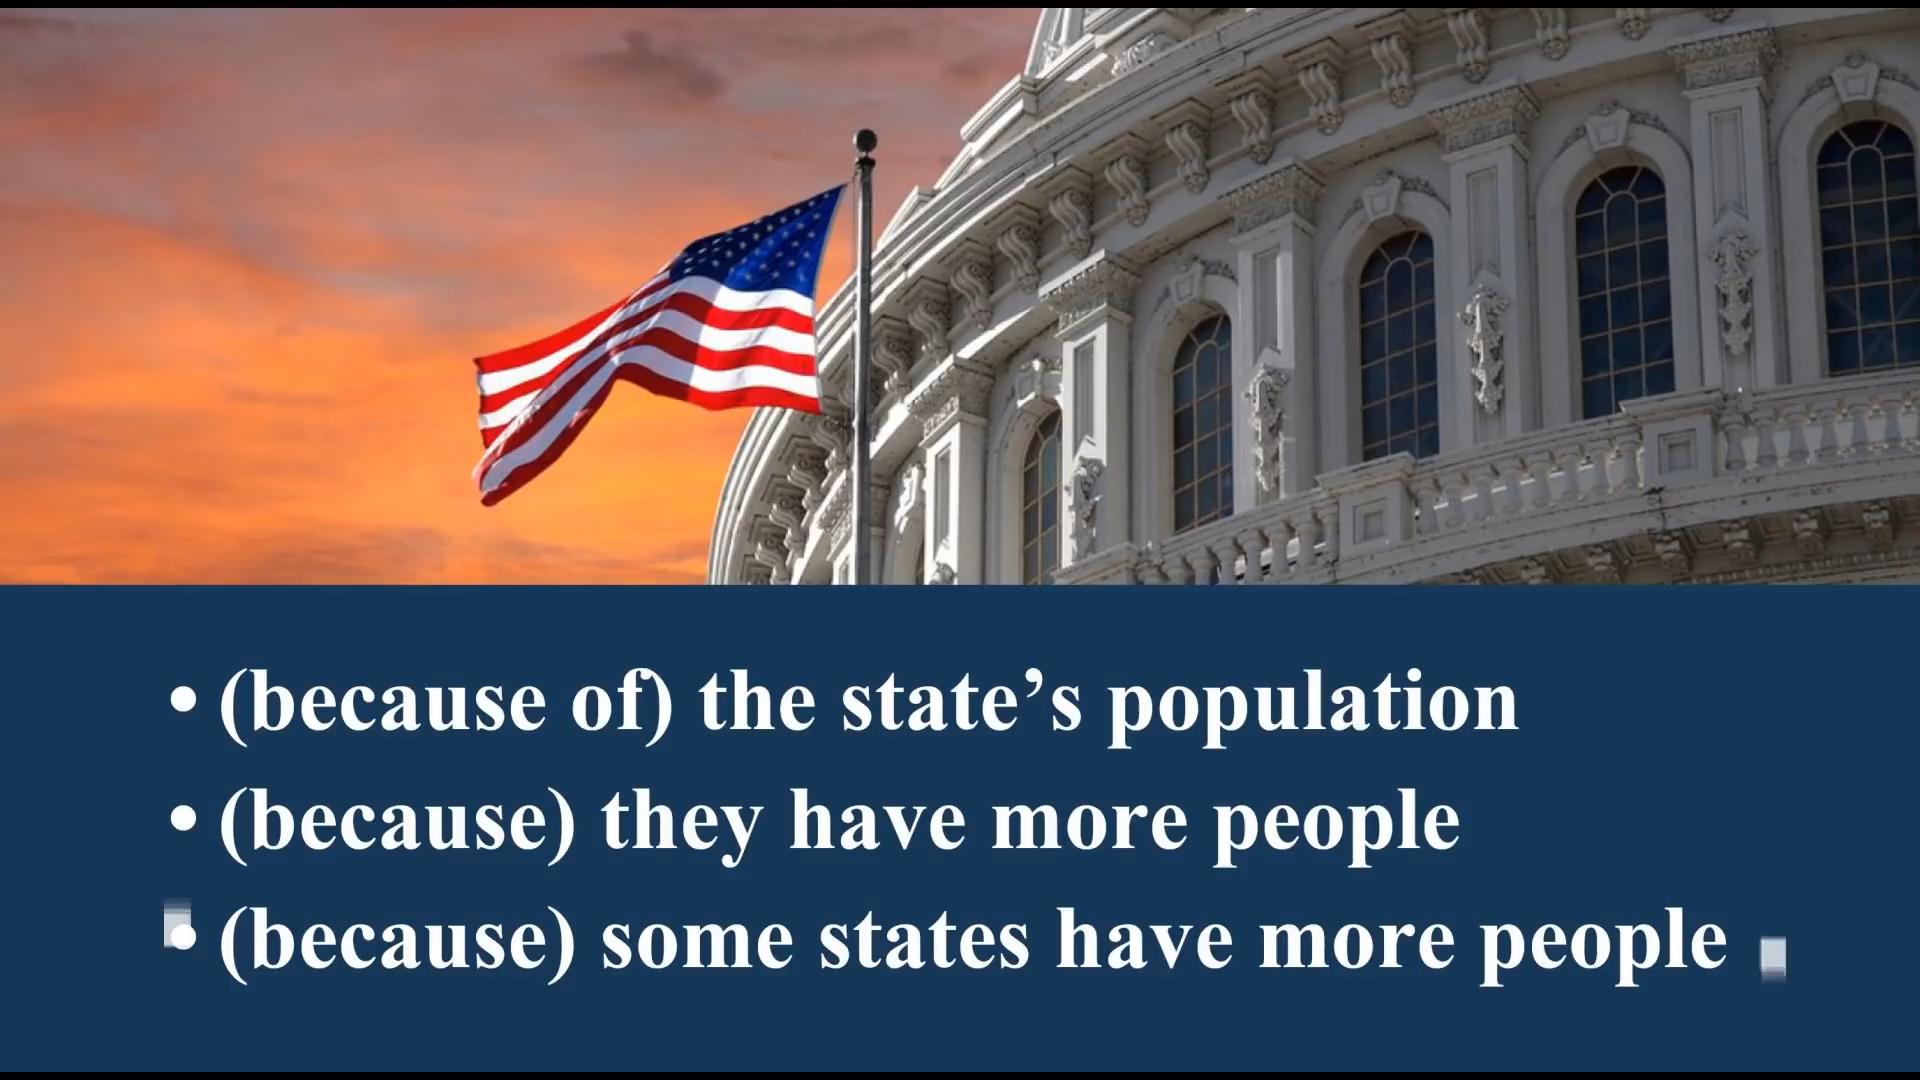 • (because of) the state’s population
• (because) they have more people
• (because) some states have more people